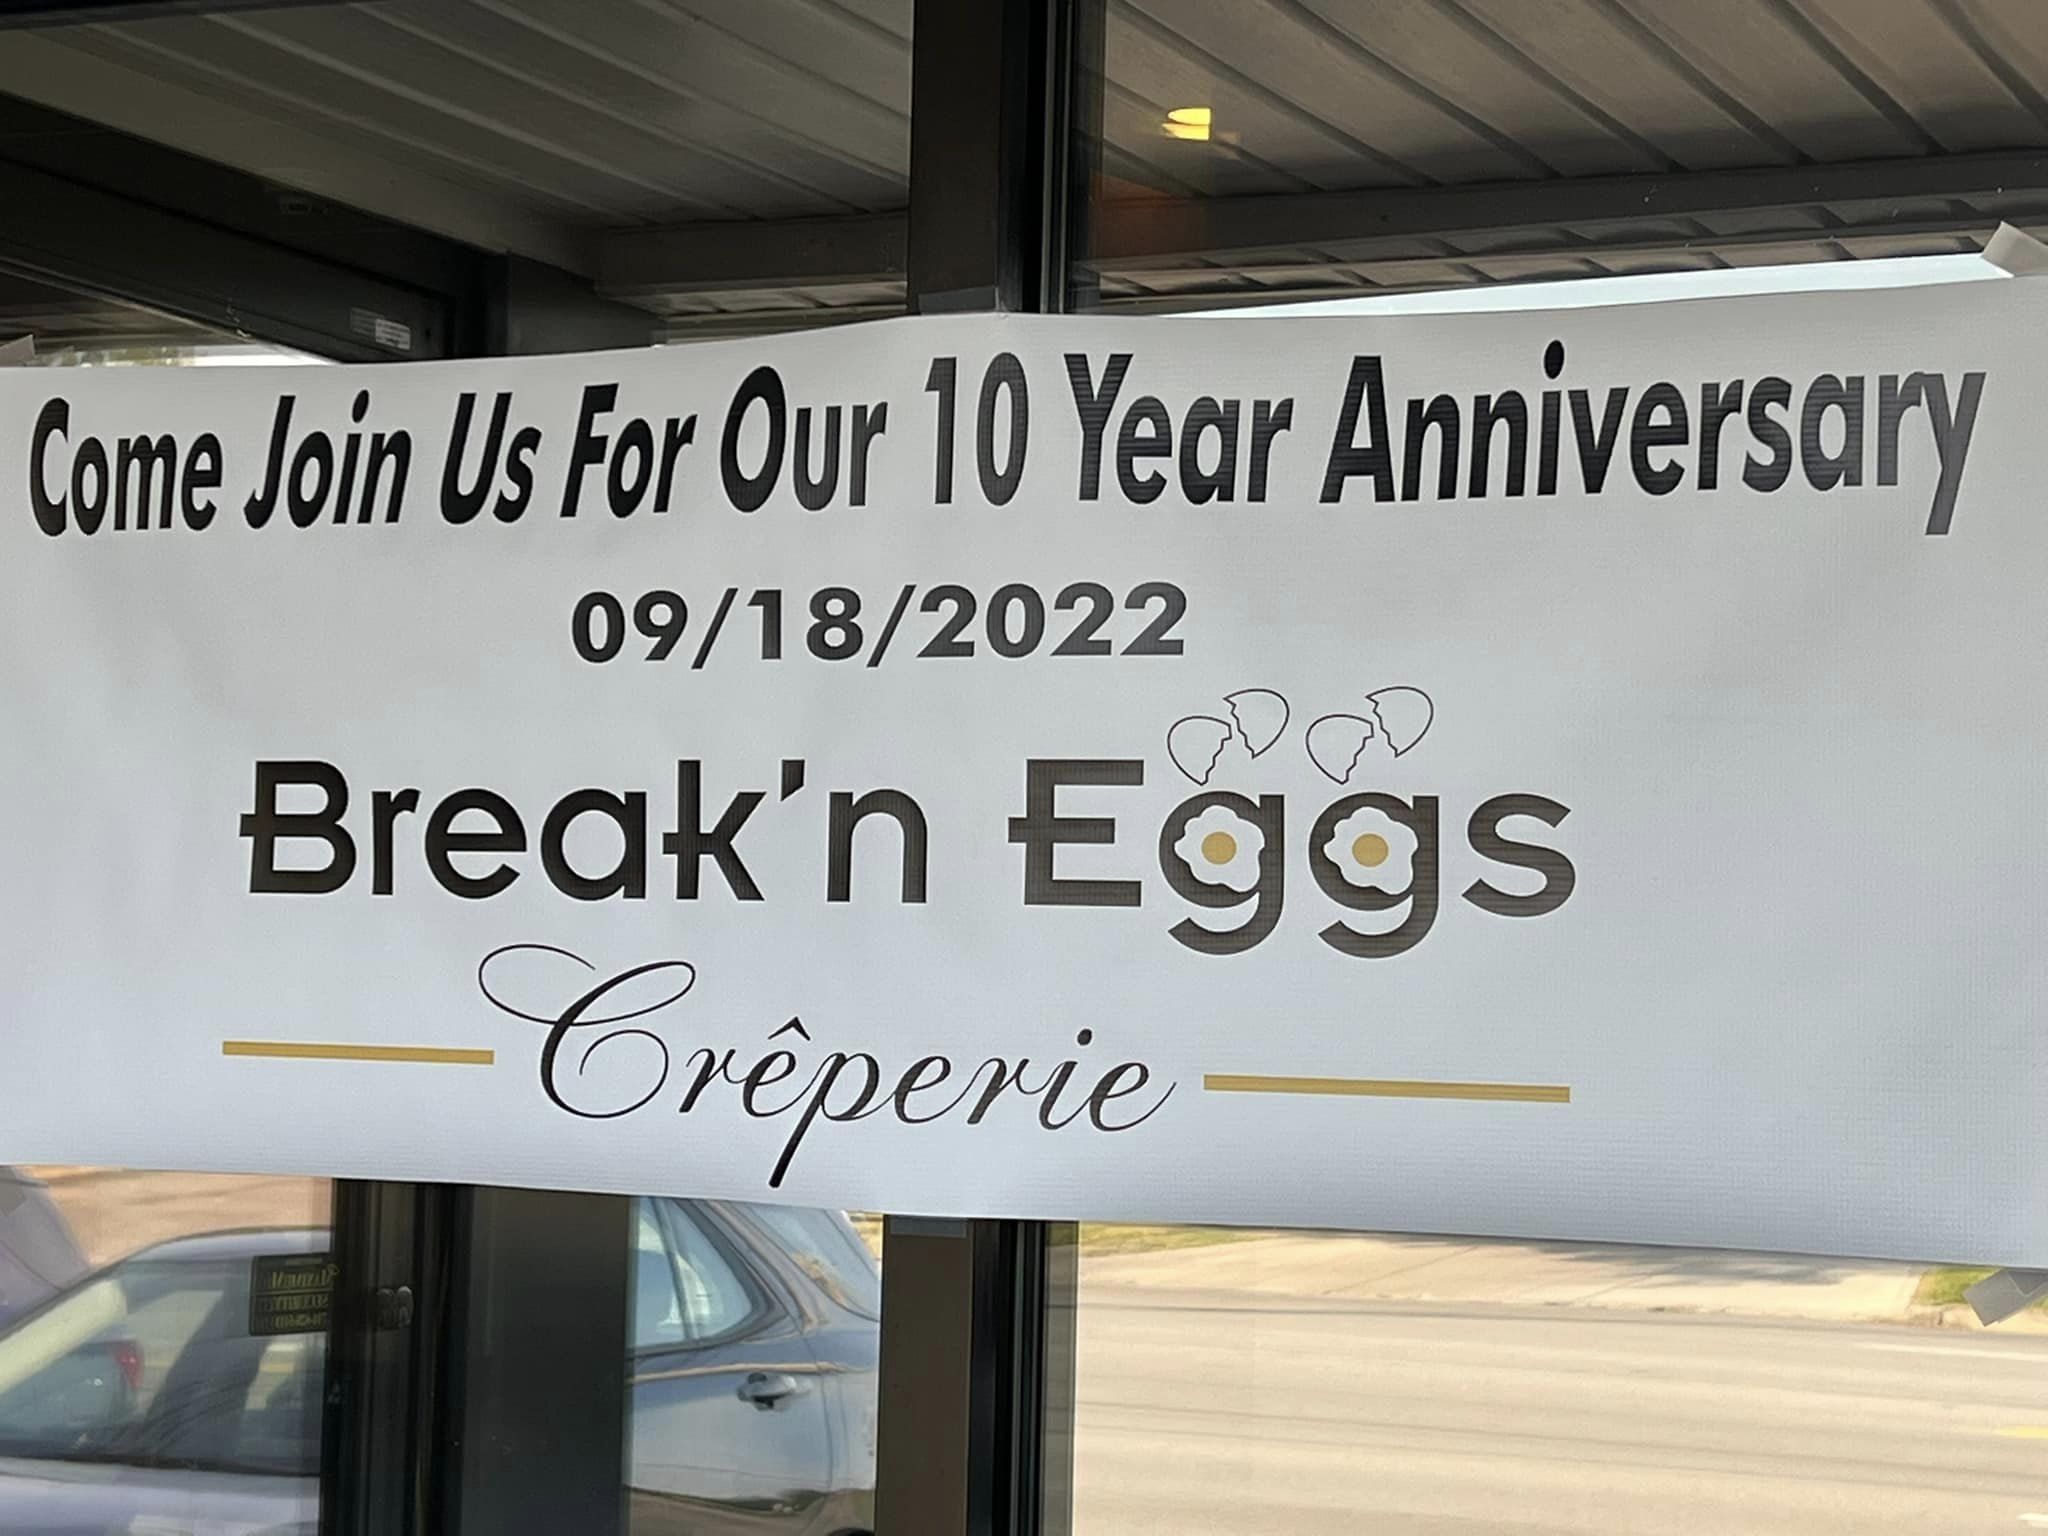 Come Join Us For Our 10 Year Anniversary
09/18/2022
Break'n Eggs
Crêperie